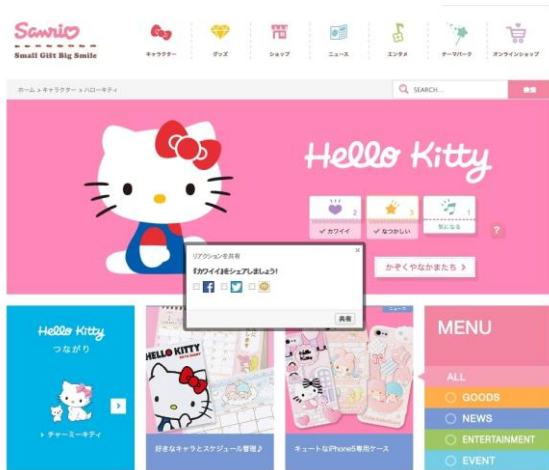 Sanrio
Small Gift Big Smile
キャラクター
グッズ
ショップ
ニュース
エンタメ
テーマパーク
オンラインショップ
ホーム > キャラクター > ハローキティ
SEARCH...
検索
Hello Kitty
2
3
1
✓ カワイイ
✓ なつかしい
気になる
?
かぞくやなかまたち >
リアクションを共有
×
『カワイイ』をシェアしましょう!
共有
Hello Kitty
つながり
チャーミーキティ
HELLO KITTY
好きなキャラとスケジュール管理♪
ニュース
キュートなiPhone5専用ケース
MENU
ALL
GOODS
NEWS
ENTERTAINMENT
EVENT